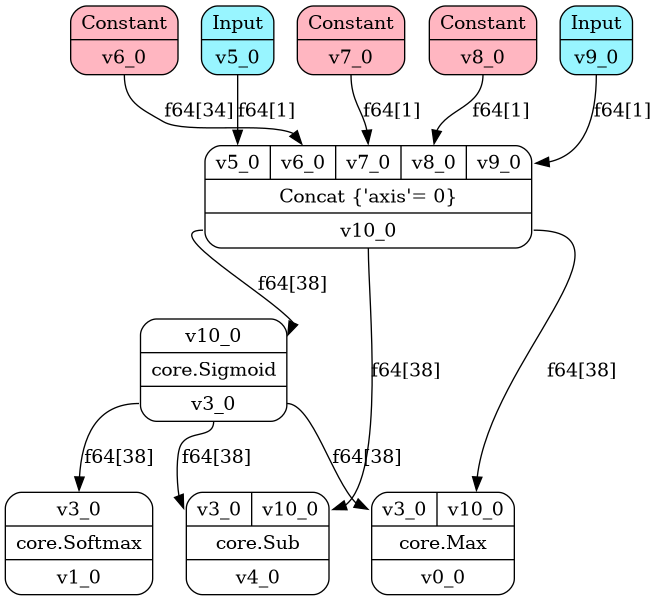 Constant
v6_0
Input
v5_0
Constant
v7_0
Constant
v8_0
Input
v9_0
f64[34]
f64[1]
f64[1]
f64[1]
f64[1]
v5_0 v6_0 v7_0 v8_0 v9_0
Concat {'axis'= 0}
v10_0
f64[38]
v10_0
core.Sigmoid
v3_0
f64[38]
f64[38]
f64[38]
f64[38]
f64[38]
v3_0
core.Softmax
v1_0
v3_0 v10_0
core.Sub
v4_0
v3_0 v10_0
core.Max
v0_0